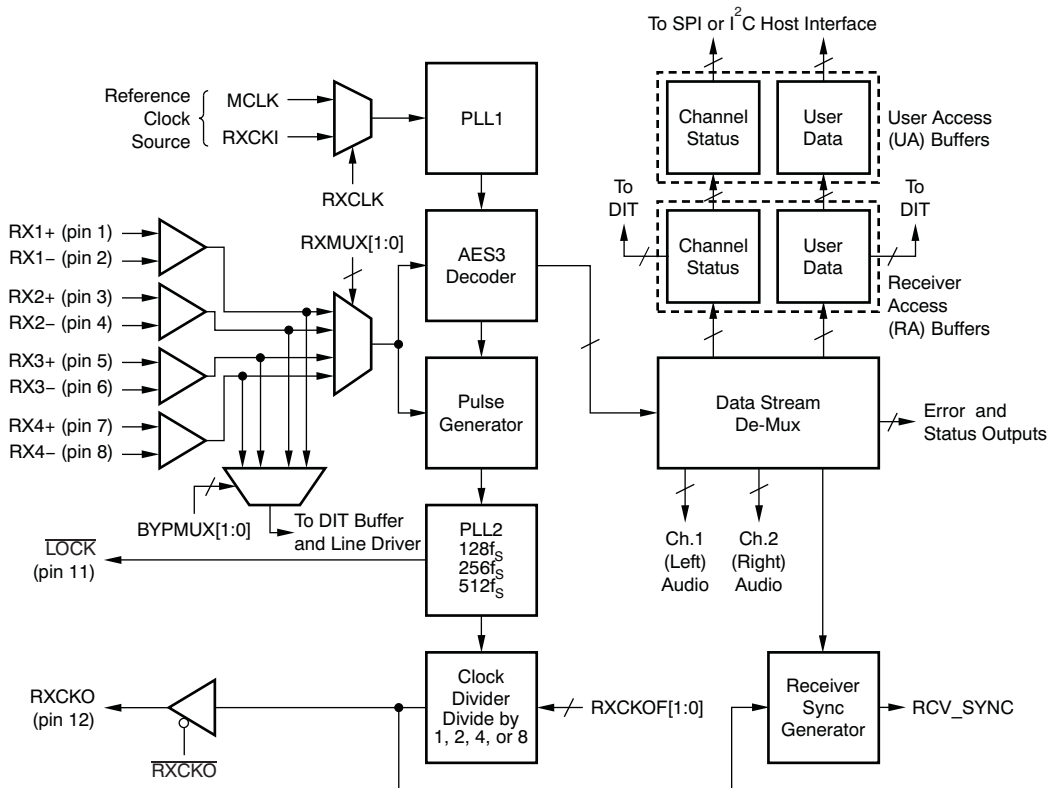 To SPI or I²C Host Interface
Reference
Clock
Source
MCLK
RXCKI
RXCLK
PLL1
Channel
Status
User
Data
User Access
(UA) Buffers
To
DIT
To
DIT
Channel
Status
User
Data
Receiver
Access
(RA) Buffers
RX1+ (pin 1)
RX1− (pin 2)
RX2+ (pin 3)
RX2− (pin 4)
RX3+ (pin 5)
RX3− (pin 6)
RX4+ (pin 7)
RX4− (pin 8)
RXMUX[1:0]
AES3
Decoder
Pulse
Generator
Data Stream
De-Mux
Error and
Status Outputs
BYPMUX[1:0]
To DIT Buffer
and Line Driver
LOCK
(pin 11)
PLL2
128fS
256fS
512fS
Ch.1
(Left)
Audio
Ch.2
(Right)
Audio
RXCKO
(pin 12)
RXCKO
Clock
Divider
Divide by
1, 2, 4, or 8
RXCKOF[1:0]
Receiver
Sync
Generator
RCV_SYNC